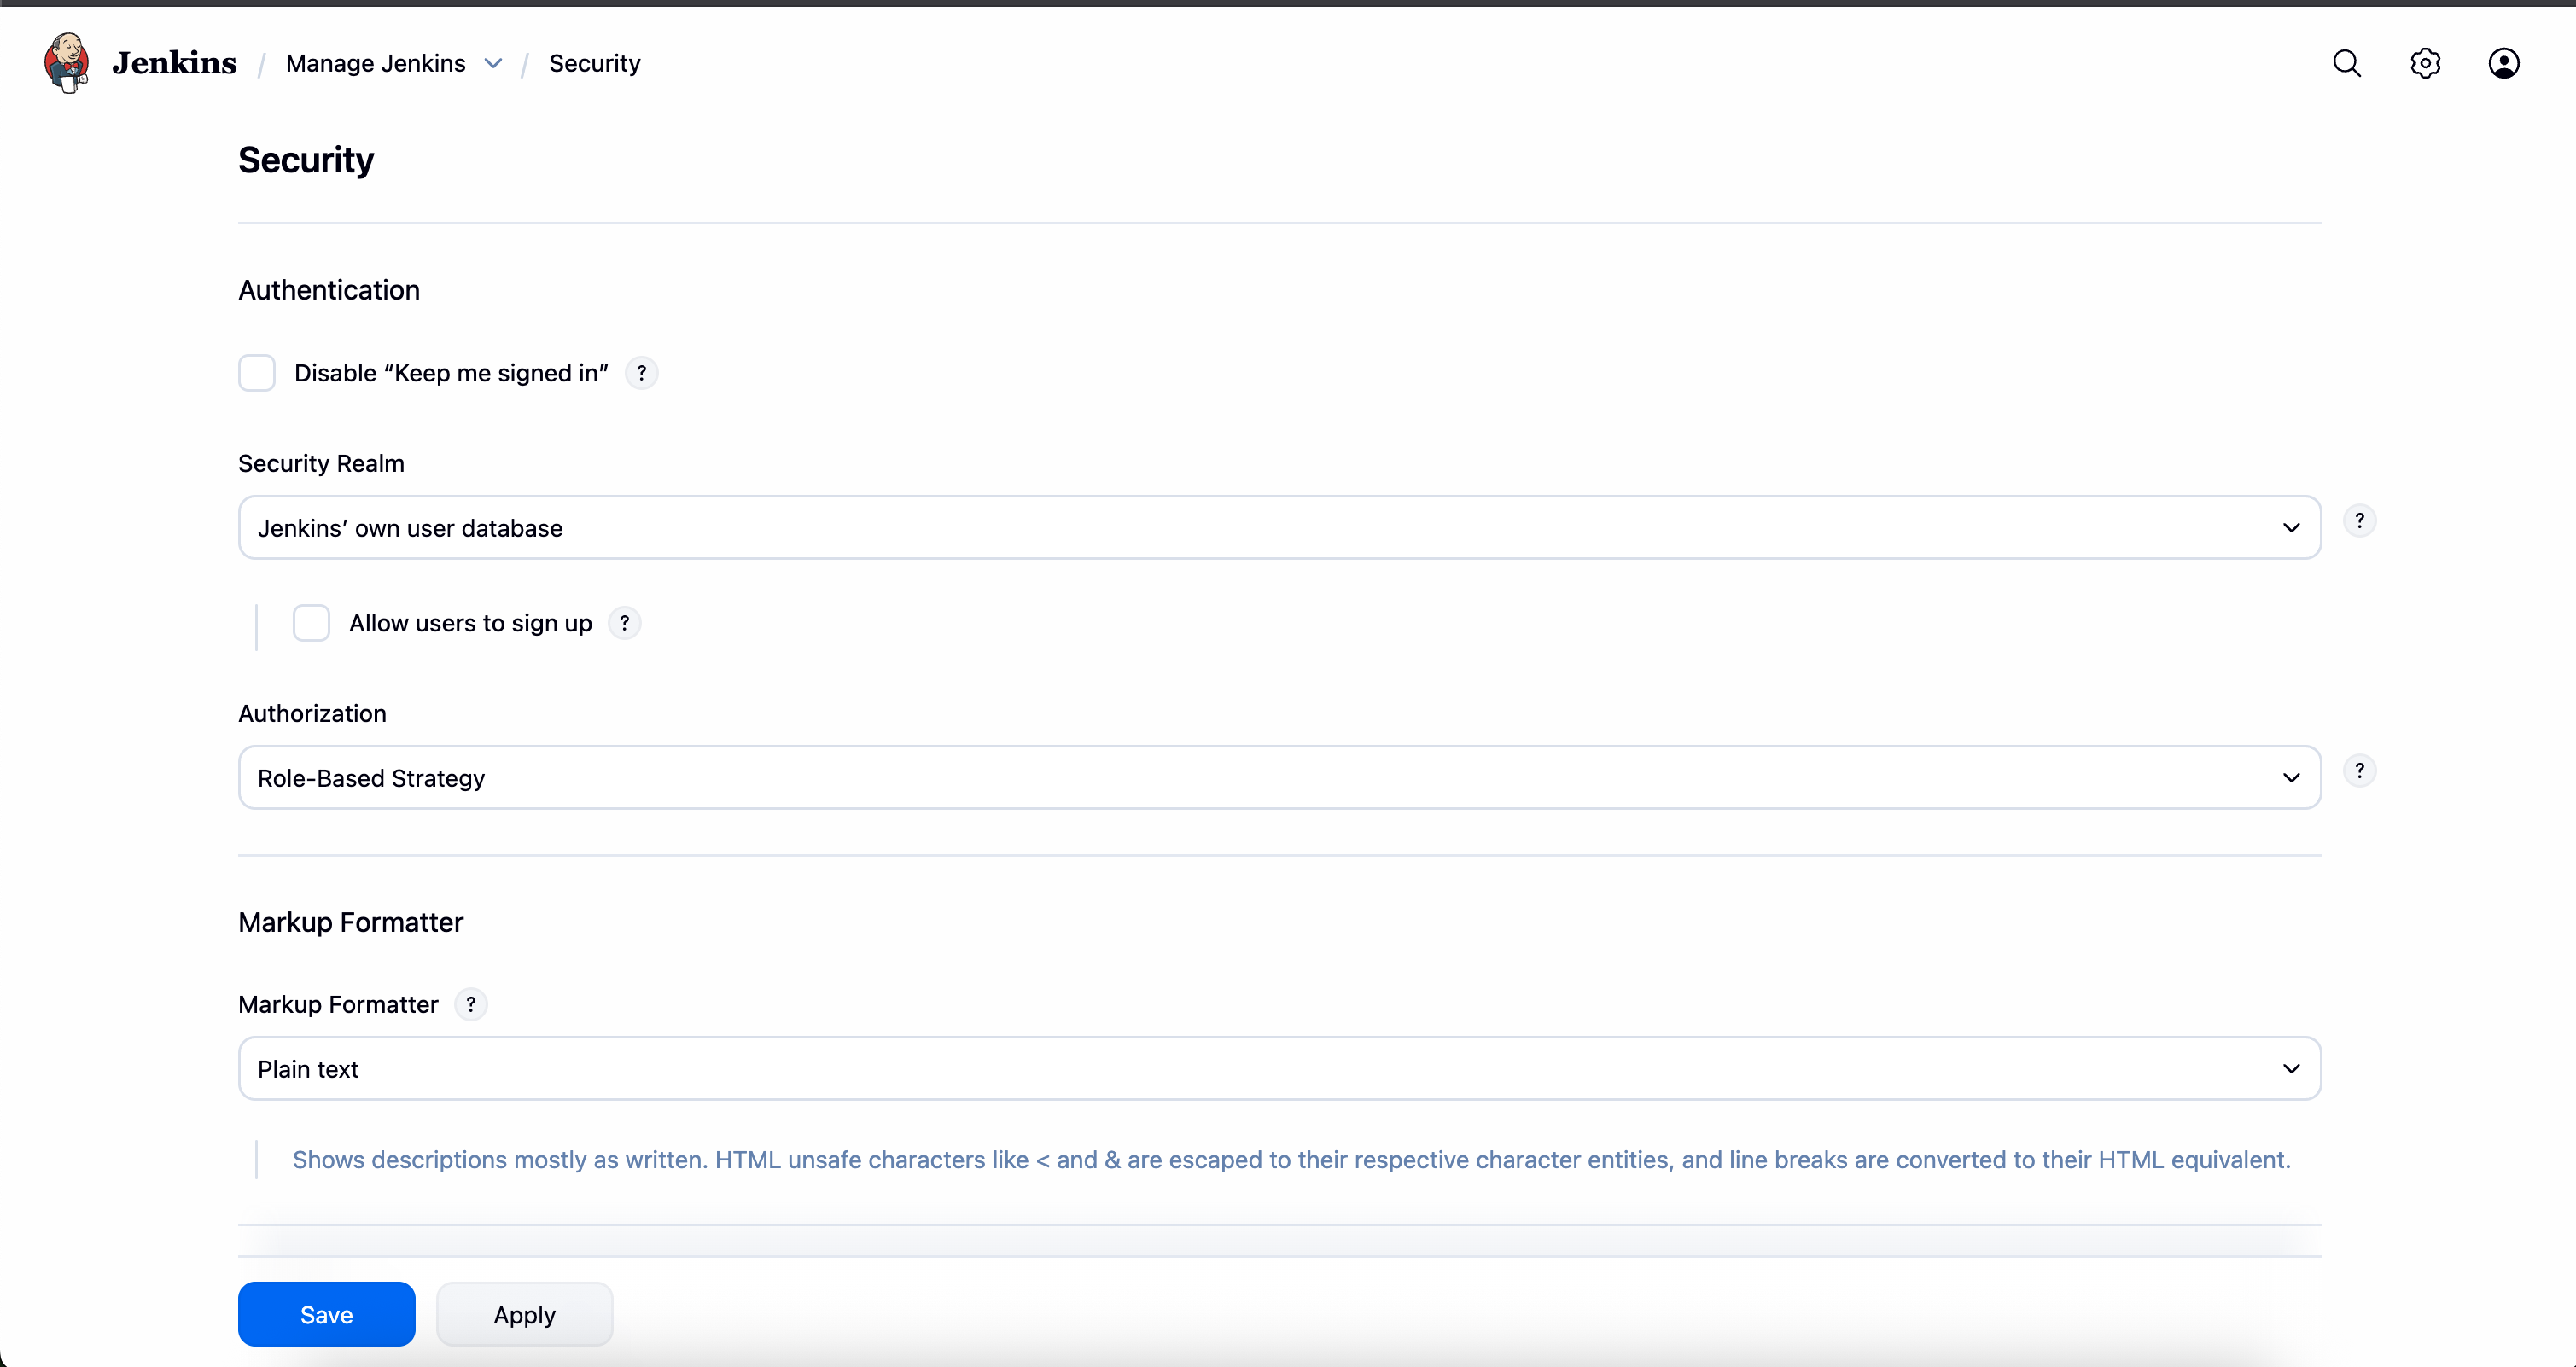 Jenkins / Manage Jenkins / Security
Security
Authentication
Disable “Keep me signed in” ?
Security Realm
Jenkins’ own user database
?
Allow users to sign up ?
Authorization
Role-Based Strategy
?
Markup Formatter
Markup Formatter ?
Plain text
Shows descriptions mostly as written. HTML unsafe characters like < and & are escaped to their respective character entities, and line breaks are converted to their HTML equivalent.
Save Apply